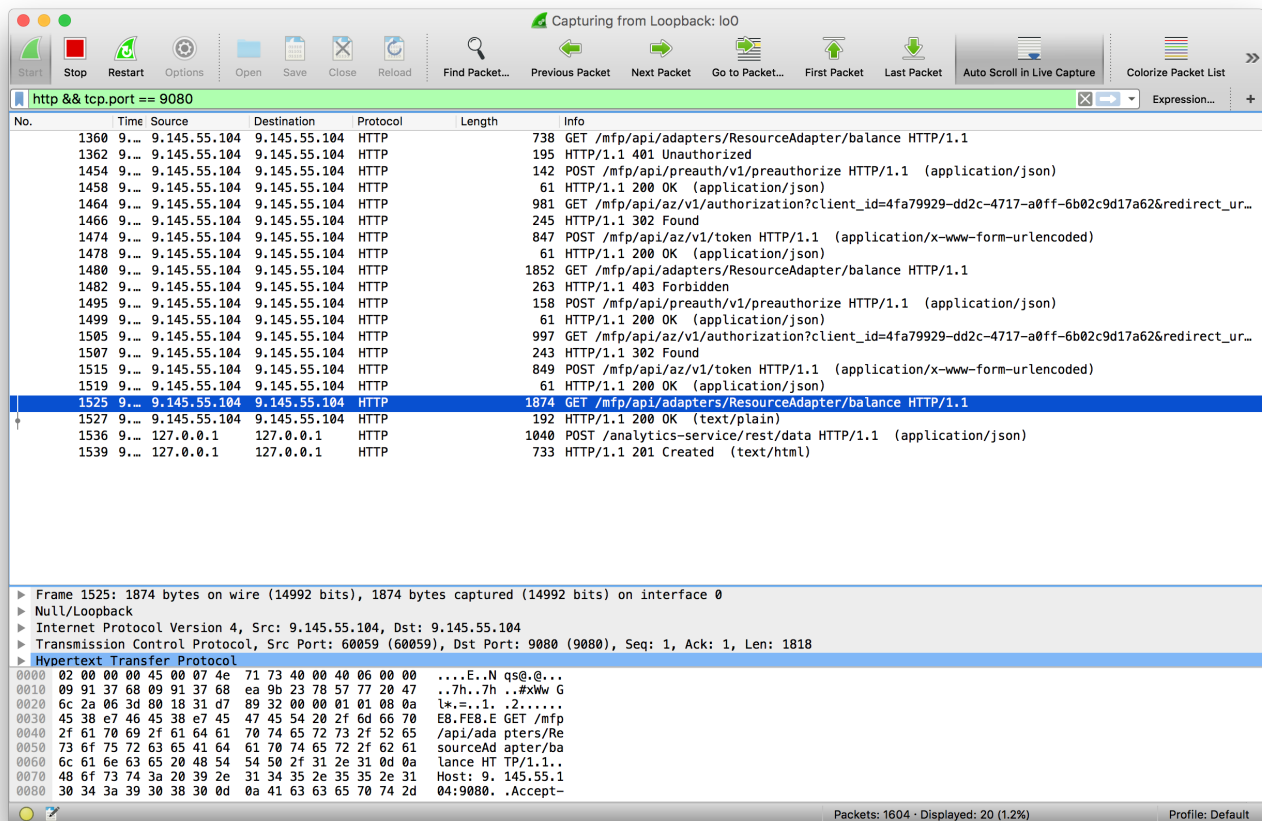 Capturing from Loopback: lo0
Start Stop Restart Options Open Save Close Reload Find Packet... Previous Packet Next Packet Go to Packet... First Packet Last Packet Auto Scroll in Live Capture Colorize Packet List »
http && tcp.port == 9080 Expression... +
No. Time Source Destination Protocol Length Info
1360 9.… 9.145.55.104 9.145.55.104 HTTP 738 GET /mfp/api/adapters/ResourceAdapter/balance HTTP/1.1
1362 9.… 9.145.55.104 9.145.55.104 HTTP 195 HTTP/1.1 401 Unauthorized
1454 9.… 9.145.55.104 9.145.55.104 HTTP 142 POST /mfp/api/preauth/v1/preauthorize HTTP/1.1 (application/json)
1458 9.… 9.145.55.104 9.145.55.104 HTTP 61 HTTP/1.1 200 OK (application/json)
1464 9.… 9.145.55.104 9.145.55.104 HTTP 981 GET /mfp/api/az/v1/authorization?client_id=4fa79929-dd2c-4717-a0ff-6b02c9d17a62&redirect_ur…
1466 9.… 9.145.55.104 9.145.55.104 HTTP 245 HTTP/1.1 302 Found
1474 9.… 9.145.55.104 9.145.55.104 HTTP 847 POST /mfp/api/az/v1/token HTTP/1.1 (application/x-www-form-urlencoded)
1478 9.… 9.145.55.104 9.145.55.104 HTTP 61 HTTP/1.1 200 OK (application/json)
1480 9.… 9.145.55.104 9.145.55.104 HTTP 1852 GET /mfp/api/adapters/ResourceAdapter/balance HTTP/1.1
1482 9.… 9.145.55.104 9.145.55.104 HTTP 263 HTTP/1.1 403 Forbidden
1495 9.… 9.145.55.104 9.145.55.104 HTTP 158 POST /mfp/api/preauth/v1/preauthorize HTTP/1.1 (application/json)
1499 9.… 9.145.55.104 9.145.55.104 HTTP 61 HTTP/1.1 200 OK (application/json)
1505 9.… 9.145.55.104 9.145.55.104 HTTP 997 GET /mfp/api/az/v1/authorization?client_id=4fa79929-dd2c-4717-a0ff-6b02c9d17a62&redirect_ur…
1507 9.… 9.145.55.104 9.145.55.104 HTTP 243 HTTP/1.1 302 Found
1515 9.… 9.145.55.104 9.145.55.104 HTTP 849 POST /mfp/api/az/v1/token HTTP/1.1 (application/x-www-form-urlencoded)
1519 9.… 9.145.55.104 9.145.55.104 HTTP 61 HTTP/1.1 200 OK (application/json)
1525 9.… 9.145.55.104 9.145.55.104 HTTP 1874 GET /mfp/api/adapters/ResourceAdapter/balance HTTP/1.1
1527 9.… 9.145.55.104 9.145.55.104 HTTP 192 HTTP/1.1 200 OK (text/plain)
1536 9.… 127.0.0.1 127.0.0.1 HTTP 1040 POST /analytics-service/rest/data HTTP/1.1 (application/json)
1539 9.… 127.0.0.1 127.0.0.1 HTTP 733 HTTP/1.1 201 Created (text/html)
Frame 1525: 1874 bytes on wire (14992 bits), 1874 bytes captured (14992 bits) on interface 0
Null/Loopback
Internet Protocol Version 4, Src: 9.145.55.104, Dst: 9.145.55.104
Transmission Control Protocol, Src Port: 60059 (60059), Dst Port: 9080 (9080), Seq: 1, Ack: 1, Len: 1818
Hypertext Transfer Protocol
0000 02 00 00 00 45 00 07 4e 71 73 40 00 40 06 00 00 ....E..N qs@.@...
0010 09 91 37 68 09 91 37 68 ea 9b 23 78 57 77 20 47 ..7h..7h ..#xWw G
0020 6c 2a 06 3d 80 18 31 d7 89 32 00 00 01 01 08 0a l*.=..1. .2......
0030 45 38 e7 46 45 38 e7 45 47 45 54 20 2f 6d 66 70 E8.FE8.E GET /mfp
0040 2f 61 70 69 2f 61 64 61 70 74 65 72 73 2f 52 65 /api/ada pters/Re
0050 73 6f 75 72 63 65 41 64 61 70 74 65 72 2f 62 61 sourceAd apter/ba
0060 6c 61 6e 63 65 20 48 54 54 50 2f 31 2e 31 0d 0a lance HT TP/1.1..
0070 48 6f 73 74 3a 20 39 2e 31 34 35 2e 35 35 2e 31 Host: 9. 145.55.1
0080 30 34 3a 39 30 38 30 0d 0a 41 63 63 65 70 74 2d 04:9080. .Accept-
Packets: 1604 · Displayed: 20 (1.2%) Profile: Default